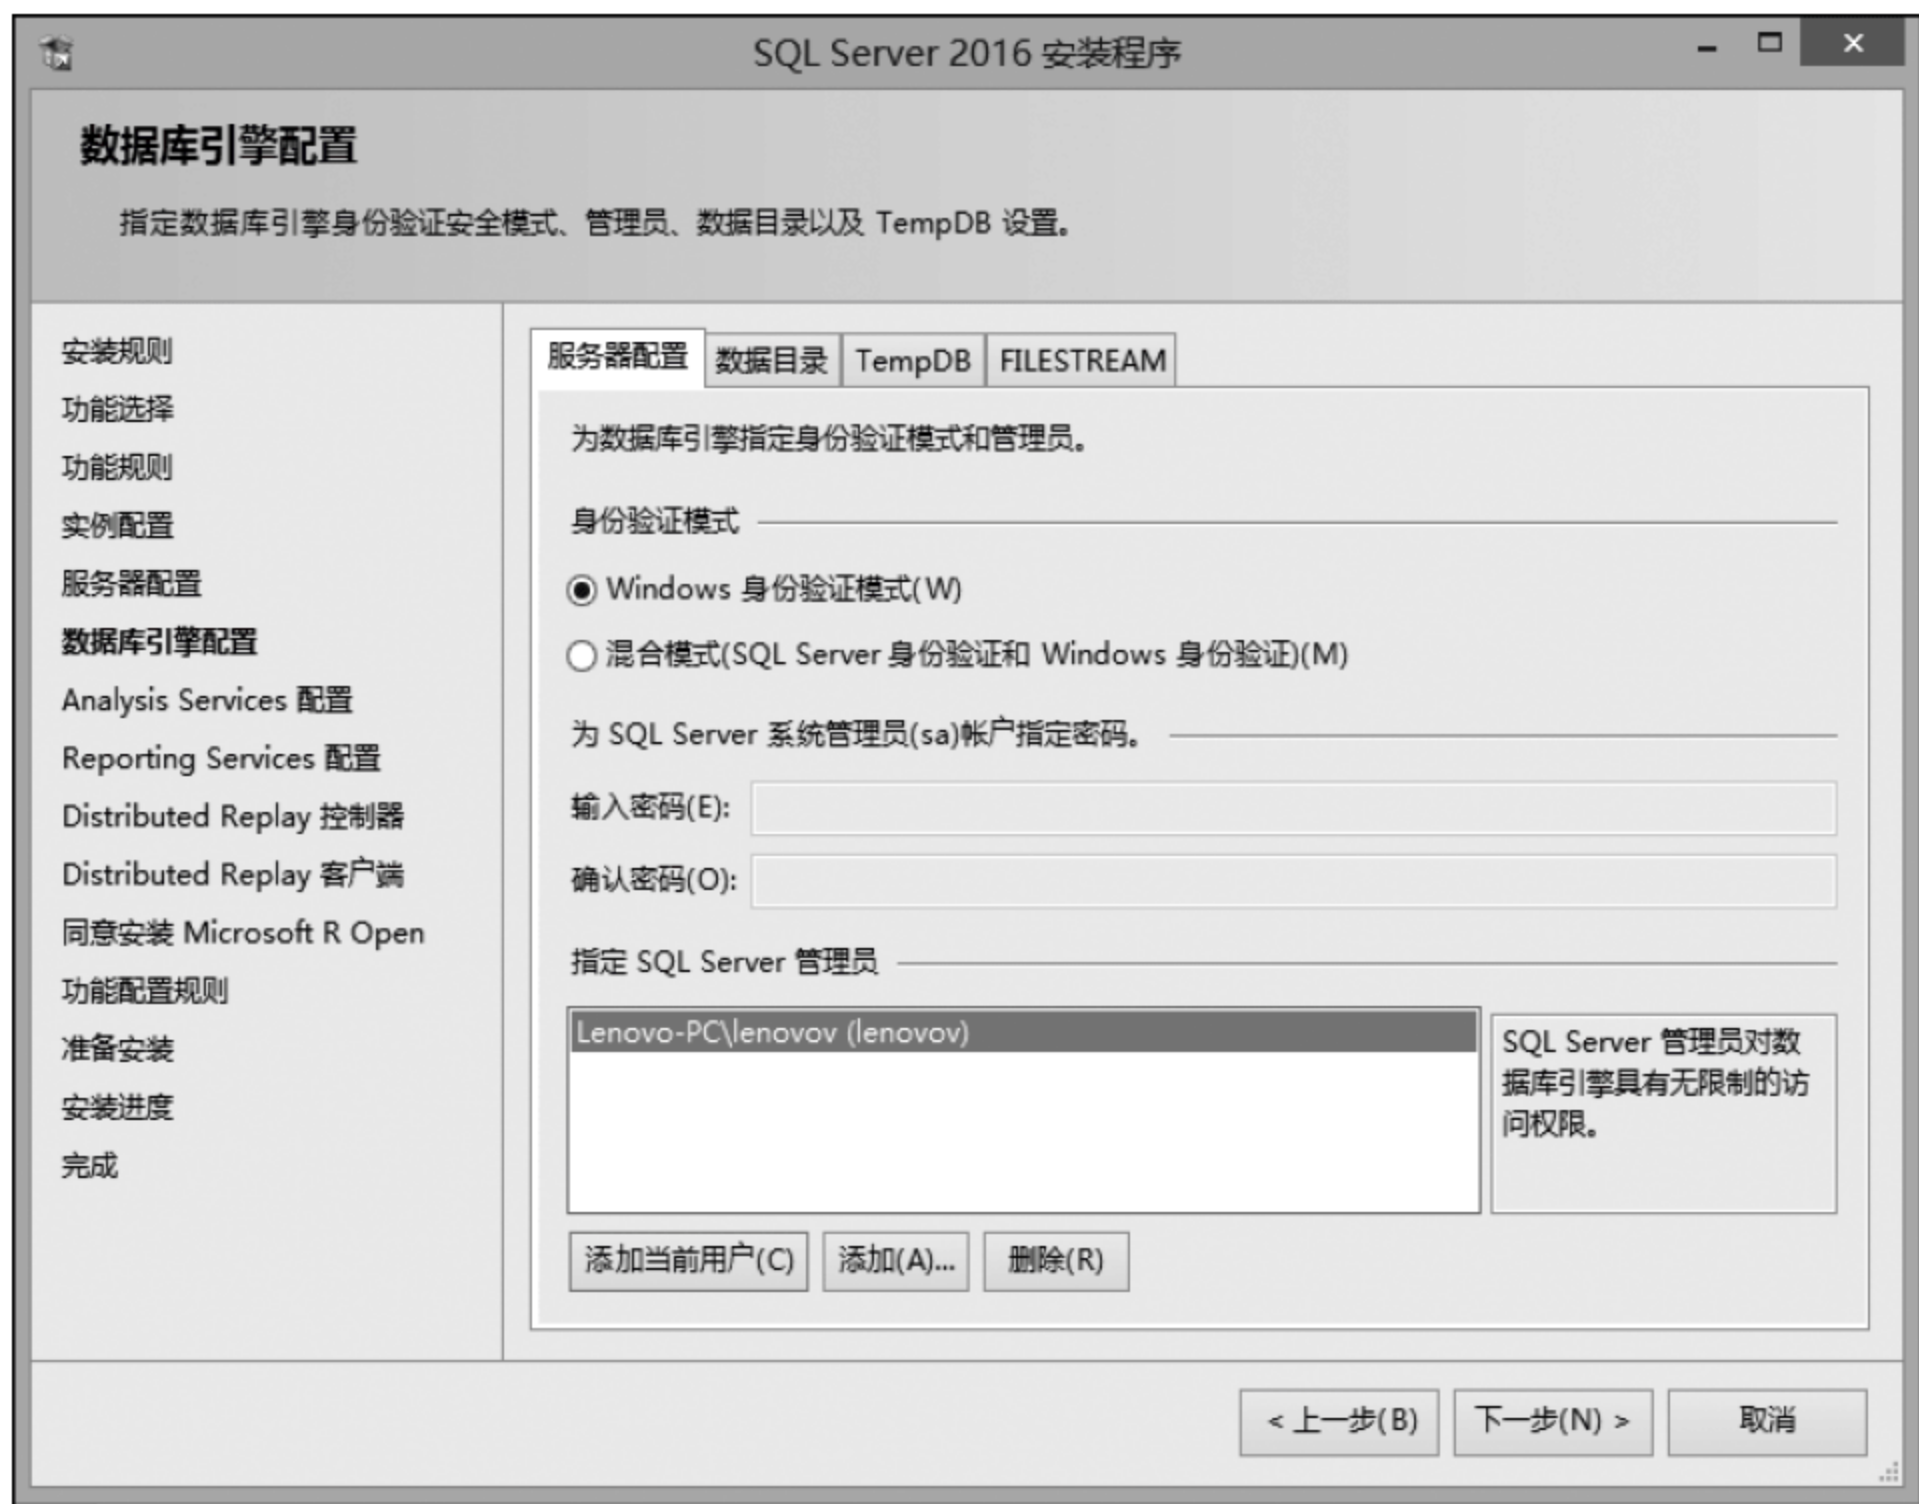 SQL Server 2016 安装程序
数据库引擎配置
指定数据库引擎身份验证安全模式、管理员、数据目录以及 TempDB 设置。
安装规则
功能选择
功能规则
实例配置
服务器配置
数据库引擎配置
Analysis Services 配置
Reporting Services 配置
Distributed Replay 控制器
Distributed Replay 客户端
同意安装 Microsoft R Open
功能配置规则
准备安装
安装进度
完成
服务器配置 数据目录 TempDB FILESTREAM
为数据库引擎指定身份验证模式和管理员。
身份验证模式
Windows 身份验证模式(W)
混合模式(SQL Server 身份验证和 Windows 身份验证)(M)
为 SQL Server 系统管理员(sa)帐户指定密码。
输入密码(E):
确认密码(O):
指定 SQL Server 管理员
Lenovo-PC\lenovov (lenovov)
SQL Server 管理员对数
据库引擎具有无限制的访
问权限。
添加当前用户(C) 添加(A)... 删除(R)
< 上一步(B) 下一步(N) > 取消